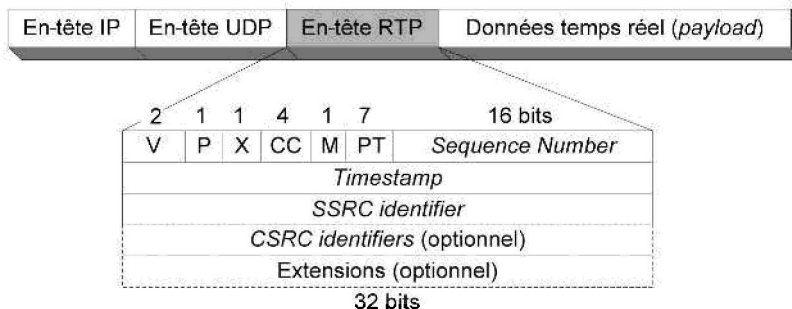 En-tête IP En-tête UDP En-tête RTP Données temps réel (payload)
2 1 1 4 1 7 16 bits
V P X CC M PT Sequence Number
Timestamp
SSRC identifier
CSRC identifiers (optionnel)
Extensions (optionnel)
32 bits